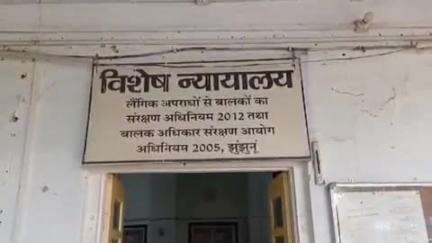 विशेष न्यायालय
लैंगिक अपराधों से बालकों का
संरक्षण अधिनियम 2012 तथा
बालक अधिकार संरक्षण आयोग
अधिनियम 2005, झुंझुनूं